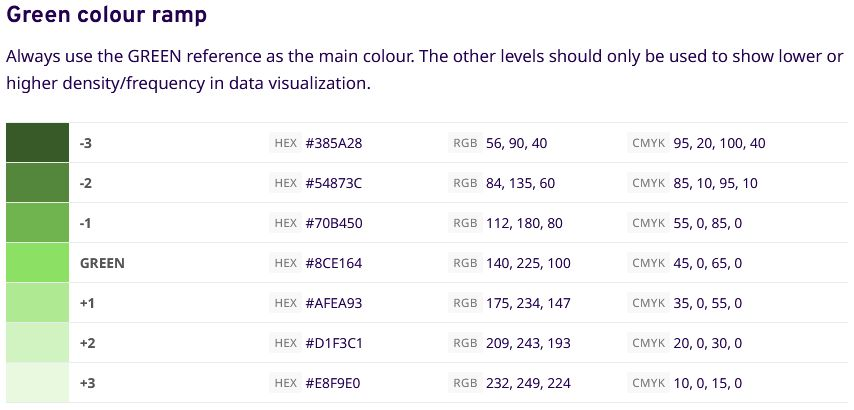 Green colour ramp
Always use the GREEN reference as the main colour. The other levels should only be used to show lower or
higher density/frequency in data visualization.
-3 HEX #385A28 RGB 56, 90, 40 CMYK 95, 20, 100, 40
-2 HEX #54873C RGB 84, 135, 60 CMYK 85, 10, 95, 10
-1 HEX #70B450 RGB 112, 180, 80 CMYK 55, 0, 85, 0
GREEN HEX #8CE164 RGB 140, 225, 100 CMYK 45, 0, 65, 0
+1 HEX #AFEA93 RGB 175, 234, 147 CMYK 35, 0, 55, 0
+2 HEX #D1F3C1 RGB 209, 243, 193 CMYK 20, 0, 30, 0
+3 HEX #E8F9E0 RGB 232, 249, 224 CMYK 10, 0, 15, 0